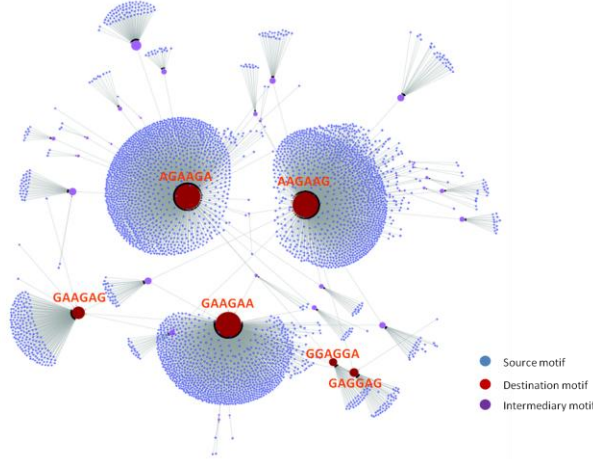 AGAAGA
AAGAAG
GAAGAG
GAAGAA
GGAGGA
GAGGAG
Source motif
Destination motif
Intermediary motif